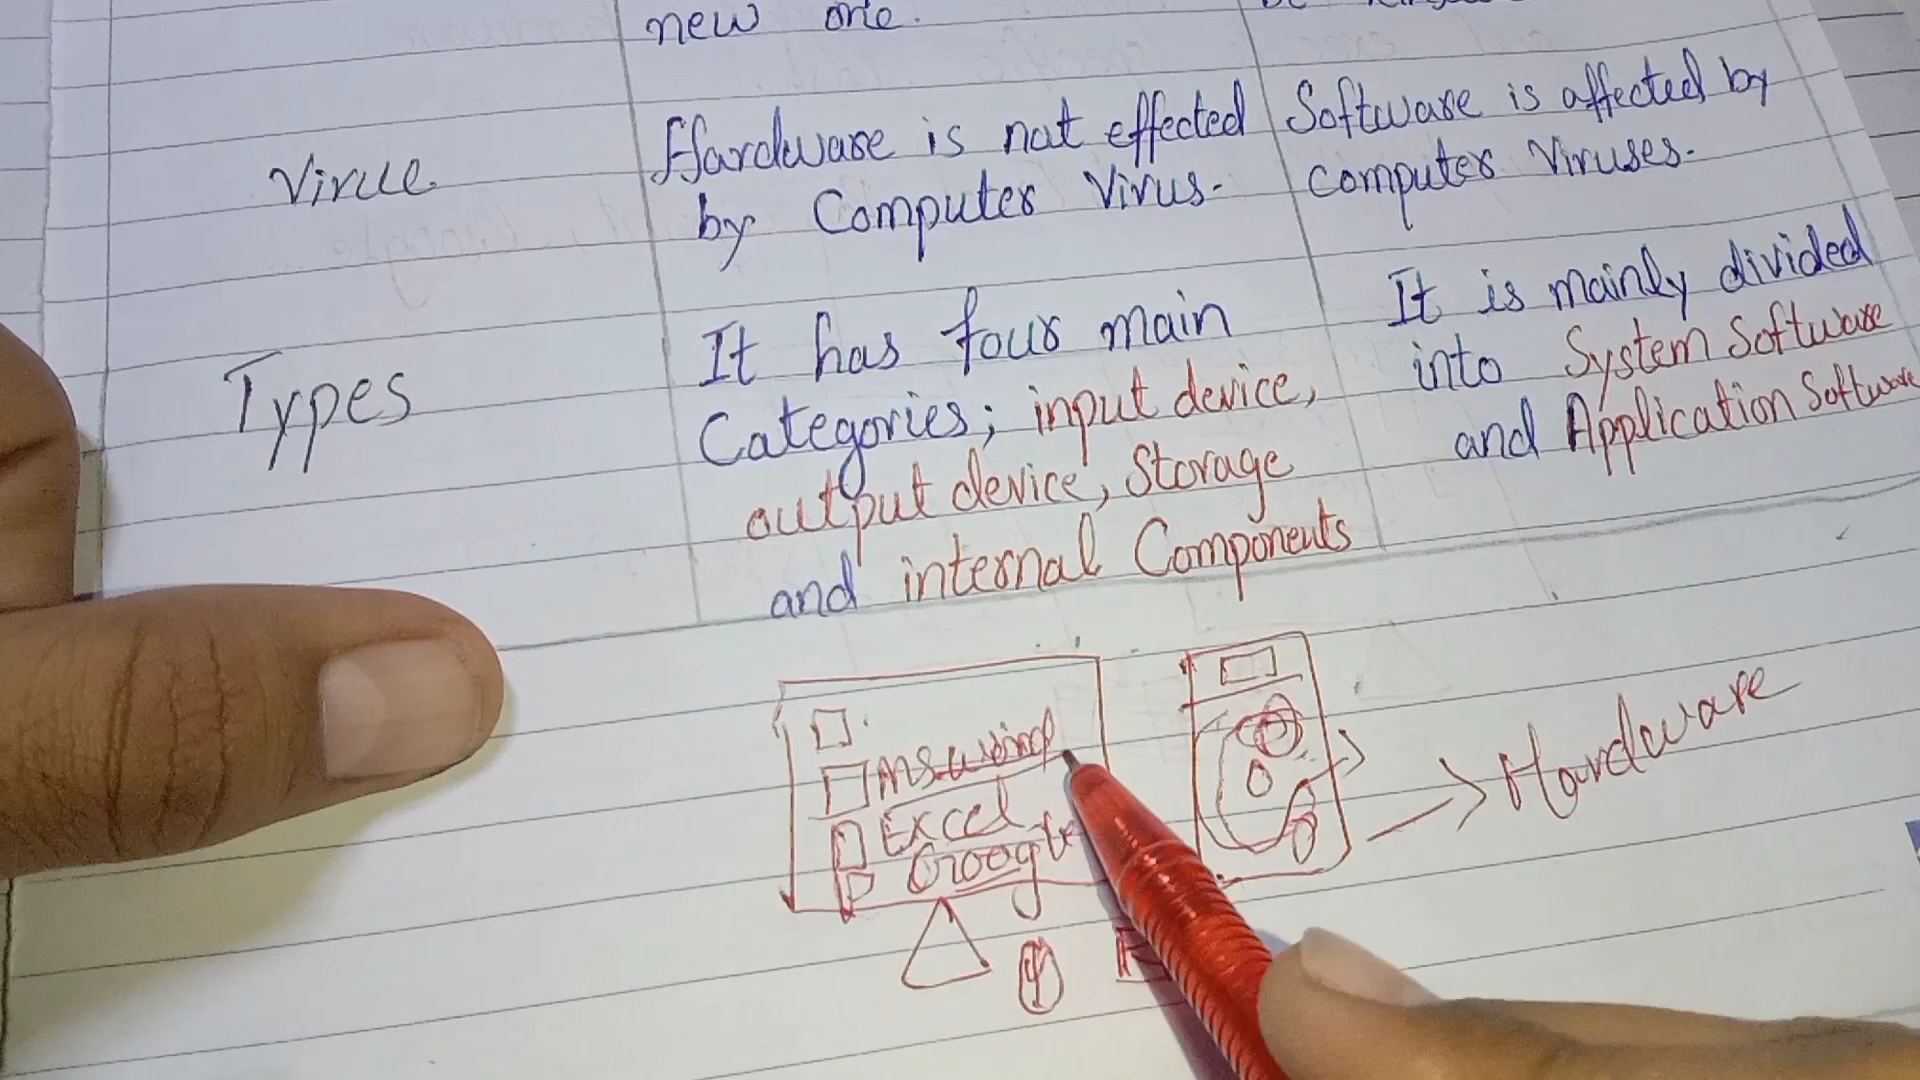 new one.
Virue
Hardware is nat effected
by Computer Virus-
Software is affected by
computer Viruses.
Types
It has four main
Categories; input device,
output device, Storage
and internal Components
It is mainly divided
into System Software
and Application Software
Excel
Google
Hardware